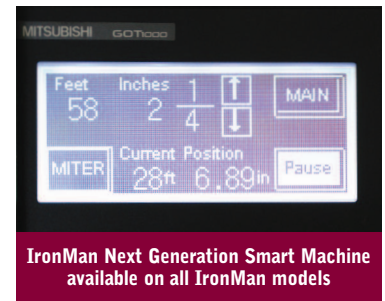 MITSUBISHI GOT1000
Feet Inches 1 ↑ MAIN
58 2 4 ↓
MITER Current Position Pause
28ft 6.89in
IronMan Next Generation Smart Machine
available on all IronMan models